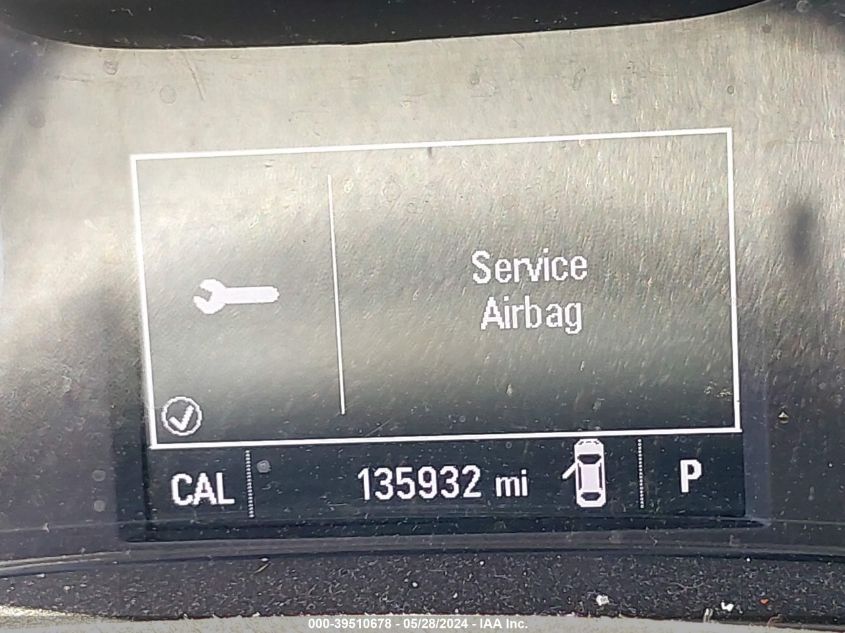 Service
Airbag
CAL 135932 mi P
000-39510678 - 05/28/2024 - IAA Inc.